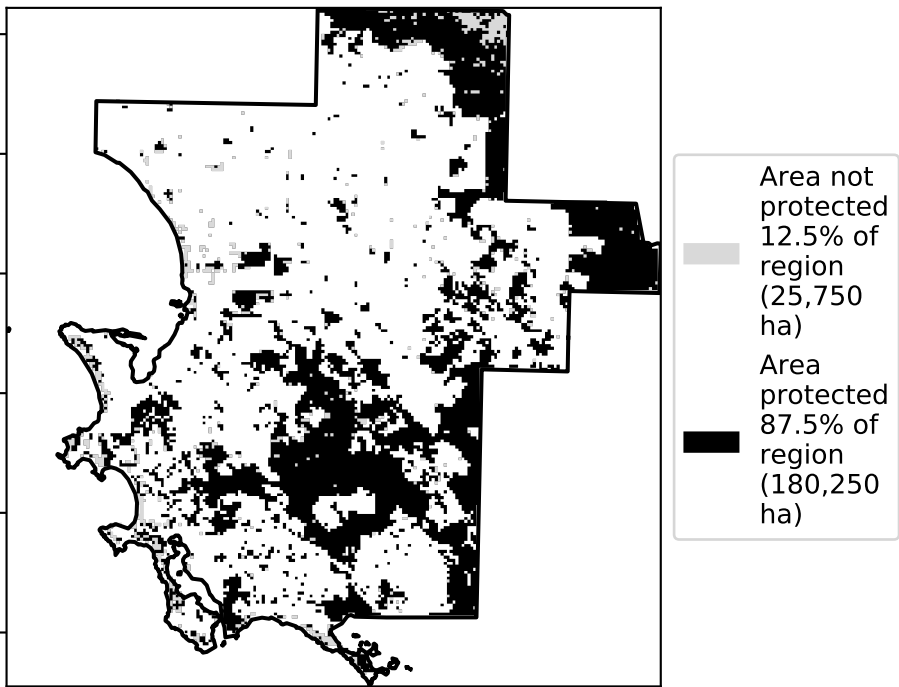 Area not
protected
12.5% of
region
(25,750
ha)
Area
protected
87.5% of
region
(180,250
ha)